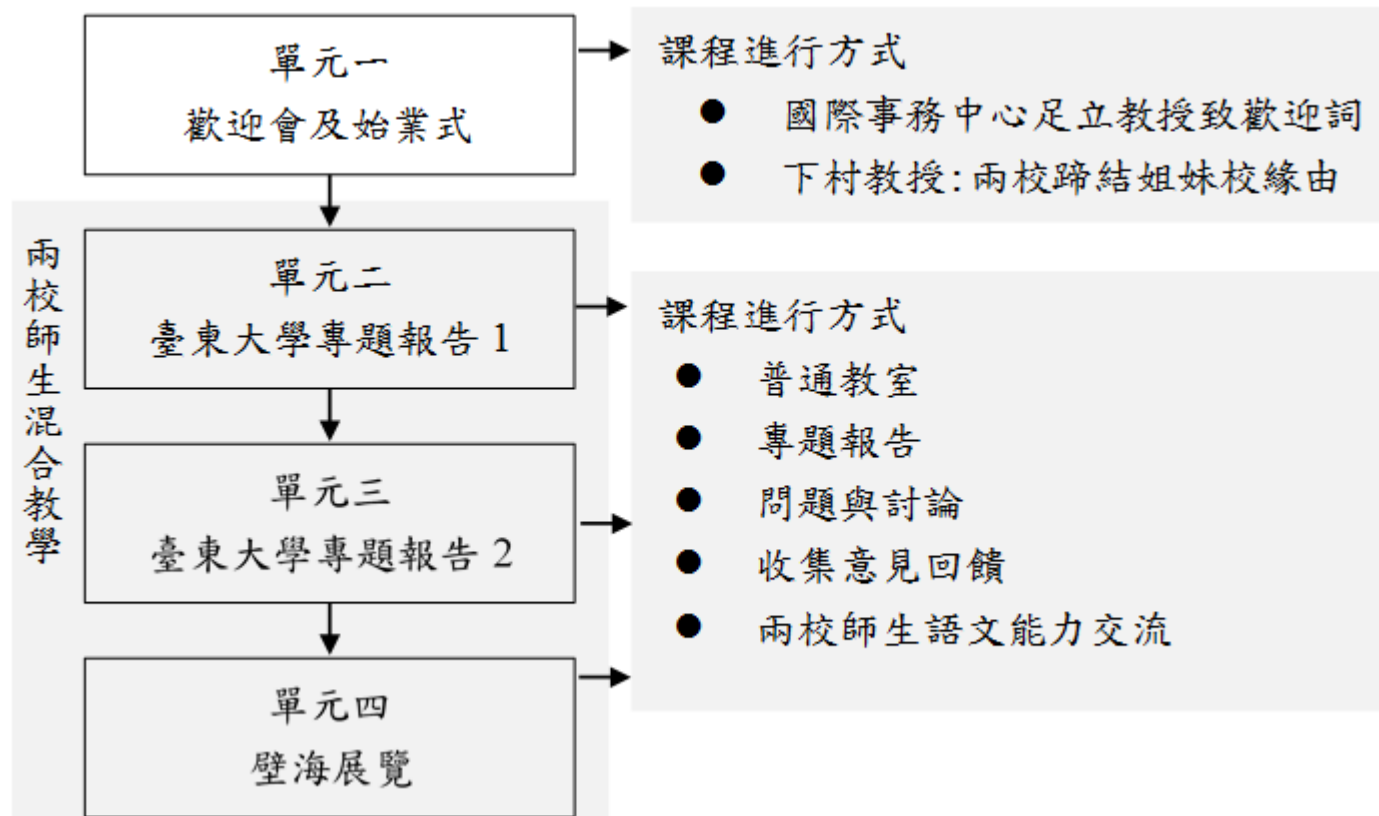 單元一
歡迎會及始業式
課程進行方式
● 國際事務中心足立教授致歡迎詞
● 下村教授:兩校蹄結姐妹校緣由
兩校師生混合教學
單元二
臺東大學專題報告 1
單元三
臺東大學專題報告 2
單元四
壁海展覽
課程進行方式
● 普通教室
● 專題報告
● 問題與討論
● 收集意見回饋
● 兩校師生語文能力交流